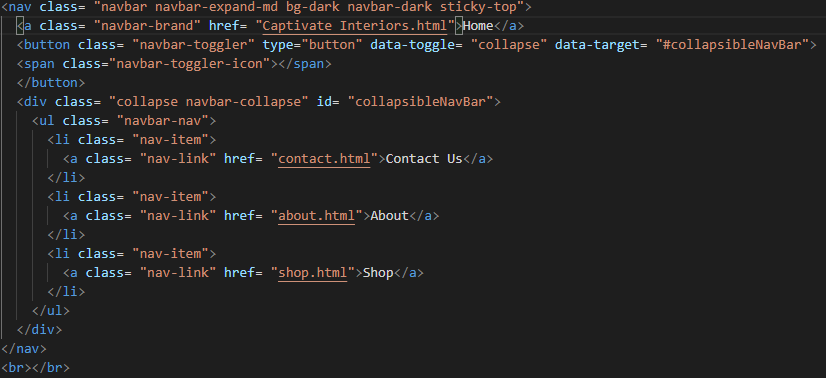 <nav class= "navbar navbar-expand-md bg-dark navbar-dark sticky-top">
<a class= "navbar-brand" href= "Captivate Interiors.html">Home</a>
<button class= "navbar-toggler" type="button" data-toggle= "collapse" data-target= "#collapsibleNavBar">
<span class="navbar-toggler-icon"></span>
</button>
<div class= "collapse navbar-collapse" id= "collapsibleNavBar">
<ul class= "navbar-nav">
<li class= "nav-item">
<a class= "nav-link" href= "contact.html">Contact Us</a>
</li>
<li class= "nav-item">
<a class= "nav-link" href= "about.html">About</a>
</li>
<li class= "nav-item">
<a class= "nav-link" href= "shop.html">Shop</a>
</li>
</ul>
</div>
</nav>
<br></br>